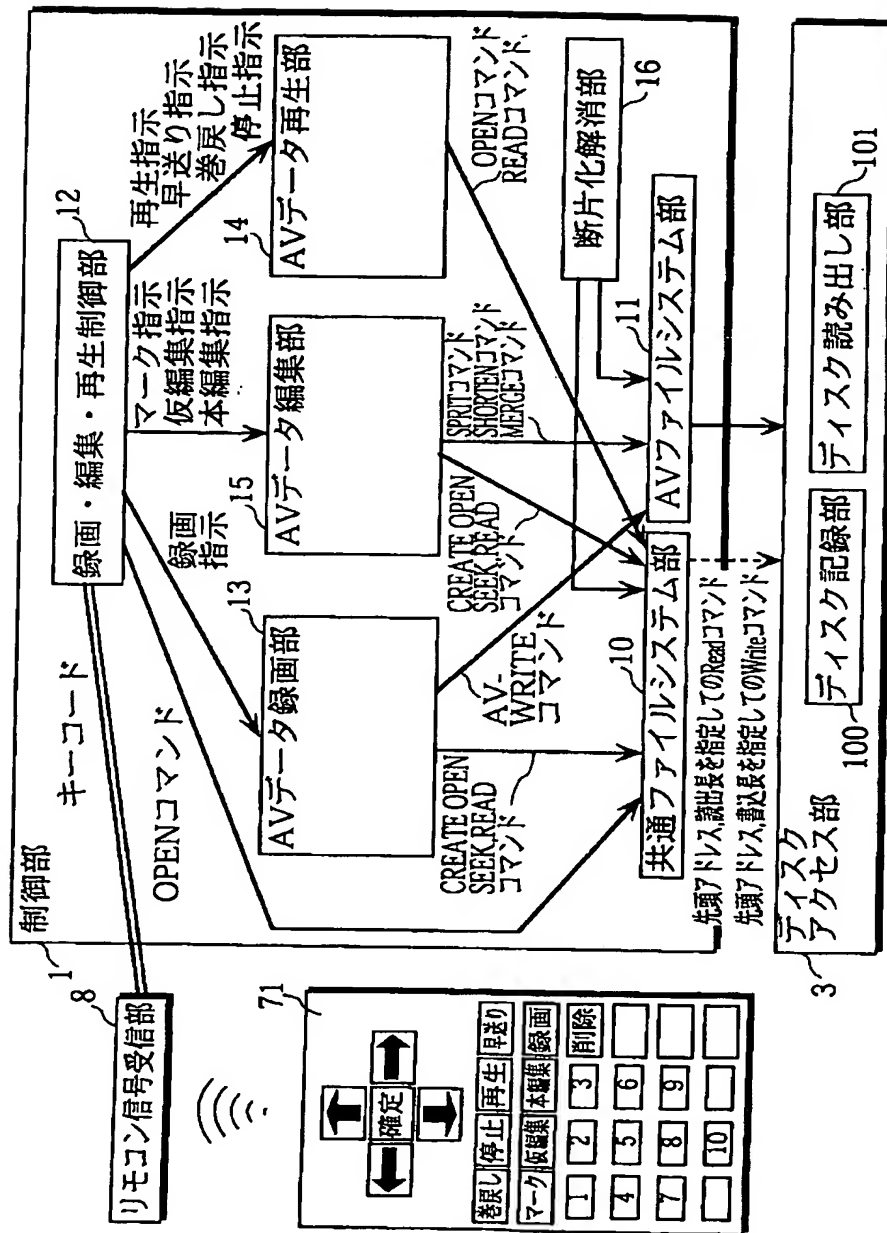 リモコン信号受信部
8
キーコード
71
確定
巻戻し 停止 再生 早送り
マーク 仮編集 本編集 録画
1 2 3 削除
4 5 6
7 8 9
10
制御部
1
OPENコマンド
録画・編集・再生制御部
12
録画
指示
マーク指示
仮編集指示
本編集指示
再生指示
早送り指示
巻戻し指示
停止指示
AVデータ録画部
13
AVデータ編集部
15
AVデータ再生部
14
CREATE OPEN
SEEK,READ
コマンド
AV-
WRITE
コマンド
CREATE OPEN
SEEK,READ
コマンド
SPRITコマンド
SHORTENコマンド
MERGEコマンド
OPENコマンド
READコマンド
断片化解消部
16
共通ファイルシステム部
10
AVファイルシステム部
11
先頭アドレス,読出長を指定してのReadコマンド
先頭アドレス,書込長を指定してのWriteコマンド
ディスク
アクセス部
3
ディスク記録部
100
ディスク読み出し部
101